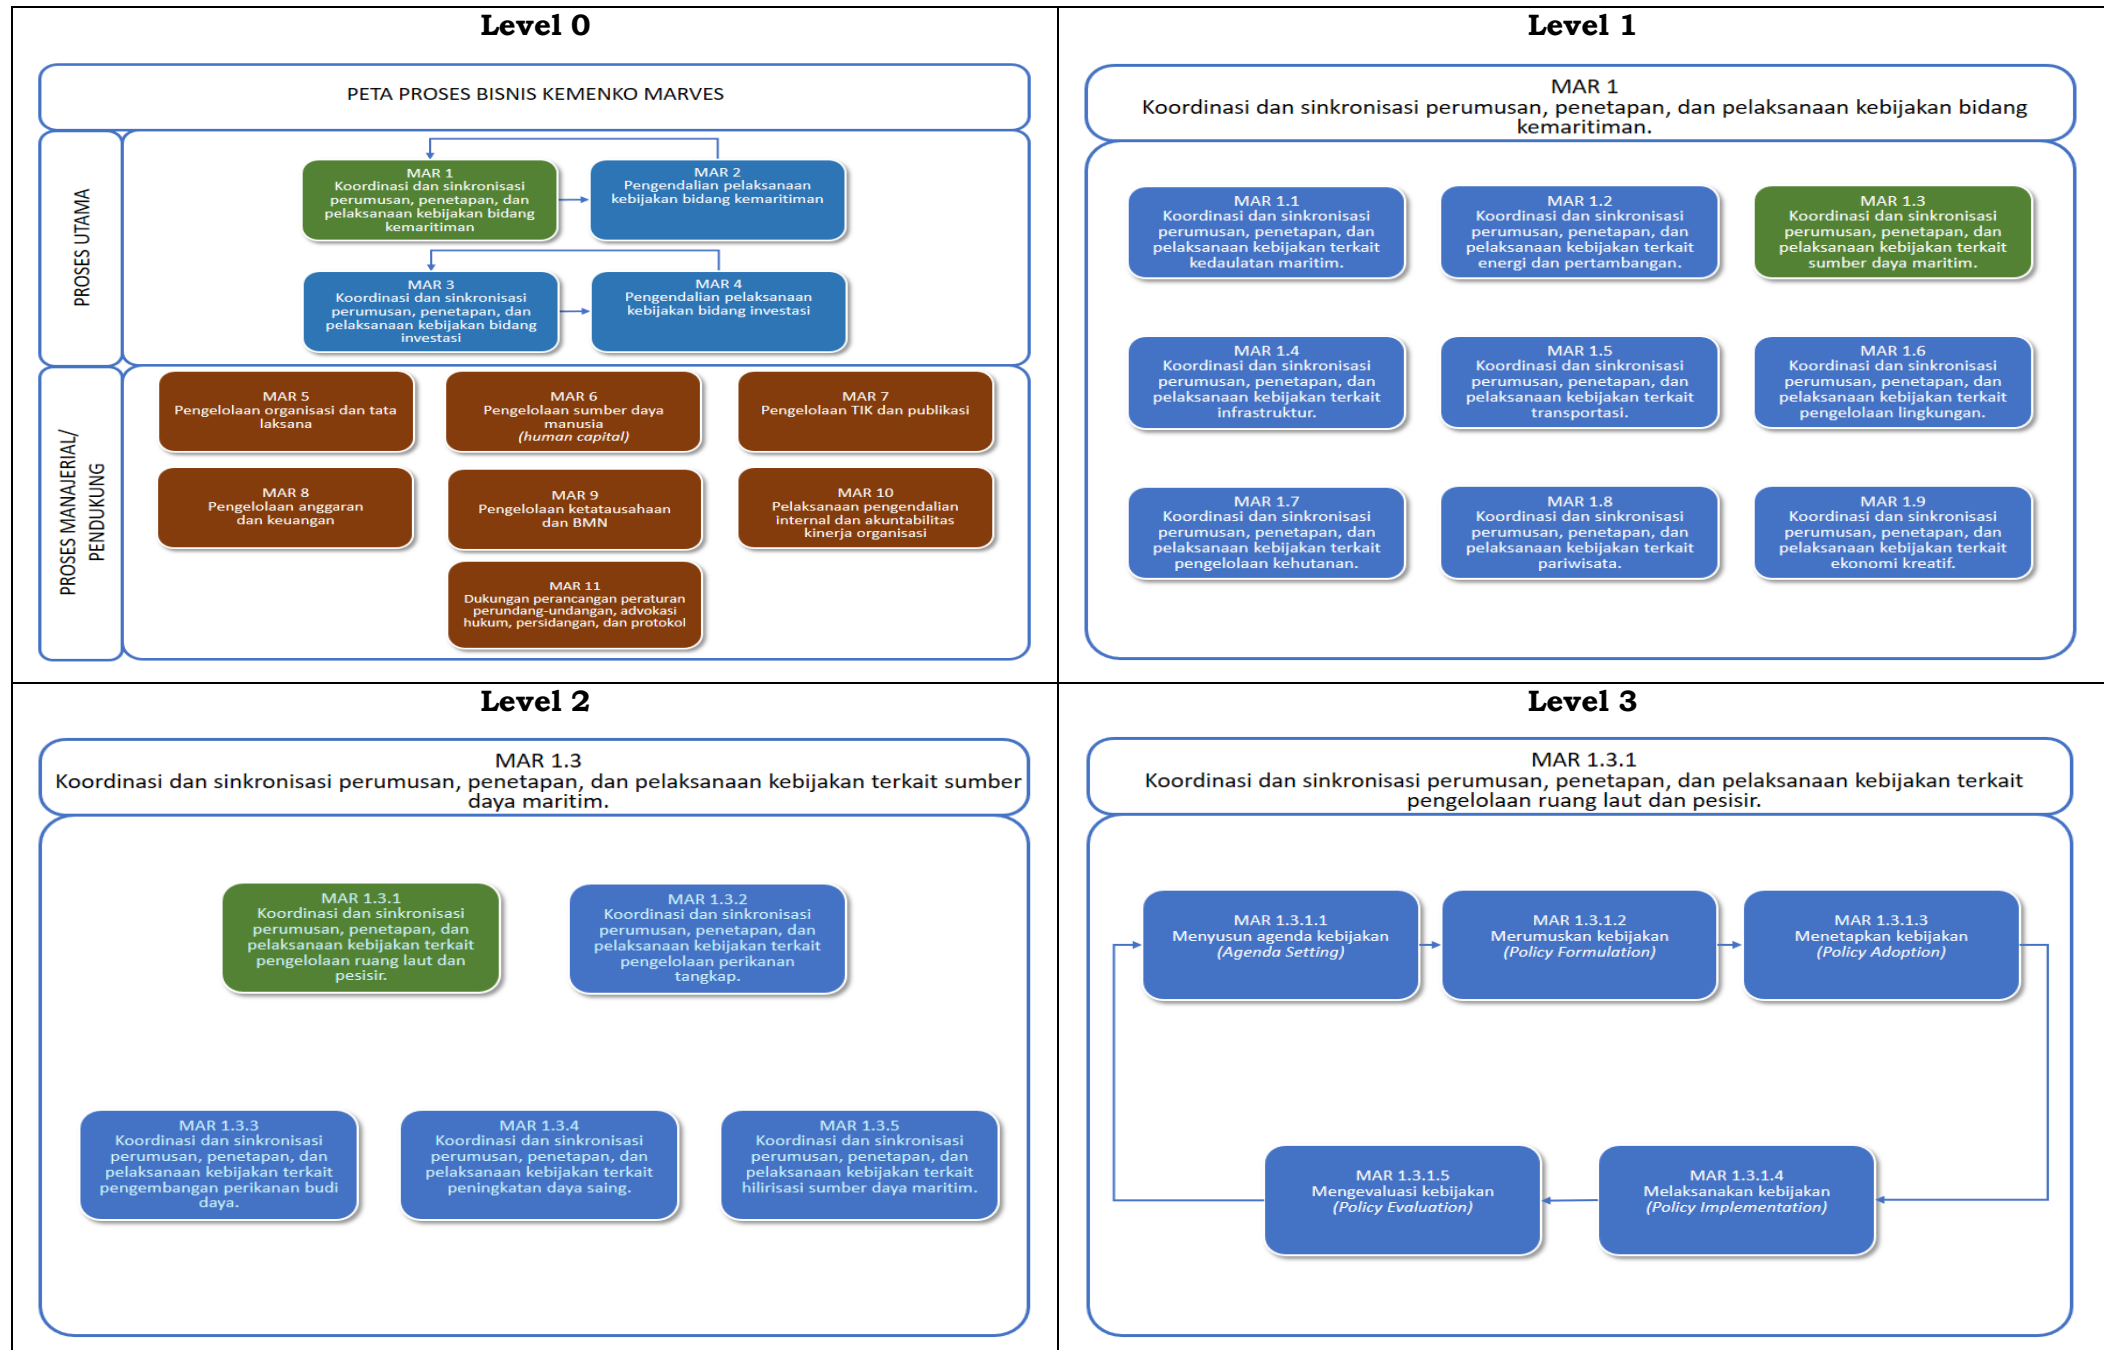 Level 0
PETA PROSES BISNIS KEMENKO MARVES
PROSES UTAMA
MAR 1
Koordinasi dan sinkronisasi
perumusan, penetapan, dan
pelaksanaan kebijakan bidang
kemaritiman
MAR 2
Pengendalian pelaksanaan
kebijakan bidang kemaritiman
MAR 3
Koordinasi dan sinkronisasi
perumusan, penetapan, dan
pelaksanaan kebijakan bidang
investasi
MAR 4
Pengendalian pelaksanaan
kebijakan bidang investasi
PROSES MANAJERIAL/
PENDUKUNG
MAR 5
Pengelolaan organisasi dan tata
laksana
MAR 6
Pengelolaan sumber daya
manusia
(human capital)
MAR 7
Pengelolaan TIK dan publikasi
MAR 8
Pengelolaan anggaran
dan keuangan
MAR 9
Pengelolaan ketatausahaan
dan BMN
MAR 10
Pelaksanaan pengendalian
internal dan akuntabilitas
kinerja organisasi
MAR 11
Dukungan perancangan peraturan
perundang-undangan, advokasi
hukum, persidangan, dan protokol
Level 1
MAR 1
Koordinasi dan sinkronisasi perumusan, penetapan, dan pelaksanaan kebijakan bidang
kemaritiman.
MAR 1.1
Koordinasi dan sinkronisasi
perumusan, penetapan, dan
pelaksanaan kebijakan terkait
kedaulatan maritim.
MAR 1.2
Koordinasi dan sinkronisasi
perumusan, penetapan, dan
pelaksanaan kebijakan terkait
energi dan pertambangan.
MAR 1.3
Koordinasi dan sinkronisasi
perumusan, penetapan, dan
pelaksanaan kebijakan terkait
sumber daya maritim.
MAR 1.4
Koordinasi dan sinkronisasi
perumusan, penetapan, dan
pelaksanaan kebijakan terkait
infrastruktur.
MAR 1.5
Koordinasi dan sinkronisasi
perumusan, penetapan, dan
pelaksanaan kebijakan terkait
transportasi.
MAR 1.6
Koordinasi dan sinkronisasi
perumusan, penetapan, dan
pelaksanaan kebijakan terkait
pengelolaan lingkungan.
MAR 1.7
Koordinasi dan sinkronisasi
perumusan, penetapan, dan
pelaksanaan kebijakan terkait
pengelolaan kehutanan.
MAR 1.8
Koordinasi dan sinkronisasi
perumusan, penetapan, dan
pelaksanaan kebijakan terkait
pariwisata.
MAR 1.9
Koordinasi dan sinkronisasi
perumusan, penetapan, dan
pelaksanaan kebijakan terkait
ekonomi kreatif.
Level 2
MAR 1.3
Koordinasi dan sinkronisasi perumusan, penetapan, dan pelaksanaan kebijakan terkait sumber
daya maritim.
MAR 1.3.1
Koordinasi dan sinkronisasi
perumusan, penetapan, dan
pelaksanaan kebijakan terkait
pengelolaan ruang laut dan
pesisir.
MAR 1.3.2
Koordinasi dan sinkronisasi
perumusan, penetapan, dan
pelaksanaan kebijakan terkait
pengelolaan perikanan
tangkap.
MAR 1.3.3
Koordinasi dan sinkronisasi
perumusan, penetapan, dan
pelaksanaan kebijakan terkait
pengembangan perikanan budi
daya.
MAR 1.3.4
Koordinasi dan sinkronisasi
perumusan, penetapan, dan
pelaksanaan kebijakan terkait
peningkatan daya saing.
MAR 1.3.5
Koordinasi dan sinkronisasi
perumusan, penetapan, dan
pelaksanaan kebijakan terkait
hilirisasi sumber daya maritim.
Level 3
MAR 1.3.1
Koordinasi dan sinkronisasi perumusan, penetapan, dan pelaksanaan kebijakan terkait
pengelolaan ruang laut dan pesisir.
MAR 1.3.1.1
Menyusun agenda kebijakan
(Agenda Setting)
MAR 1.3.1.2
Merumuskan kebijakan
(Policy Formulation)
MAR 1.3.1.3
Menetapkan kebijakan
(Policy Adoption)
MAR 1.3.1.5
Mengevaluasi kebijakan
(Policy Evaluation)
MAR 1.3.1.4
Melaksanakan kebijakan
(Policy Implementation)